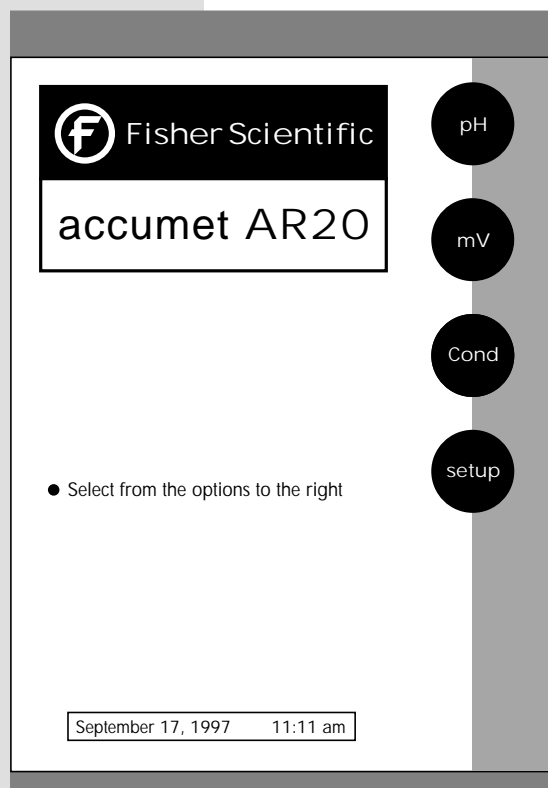 Fisher Scientific
accumet AR20
pH
mV
Cond
setup
● Select from the options to the right
September 17, 1997 11:11 am